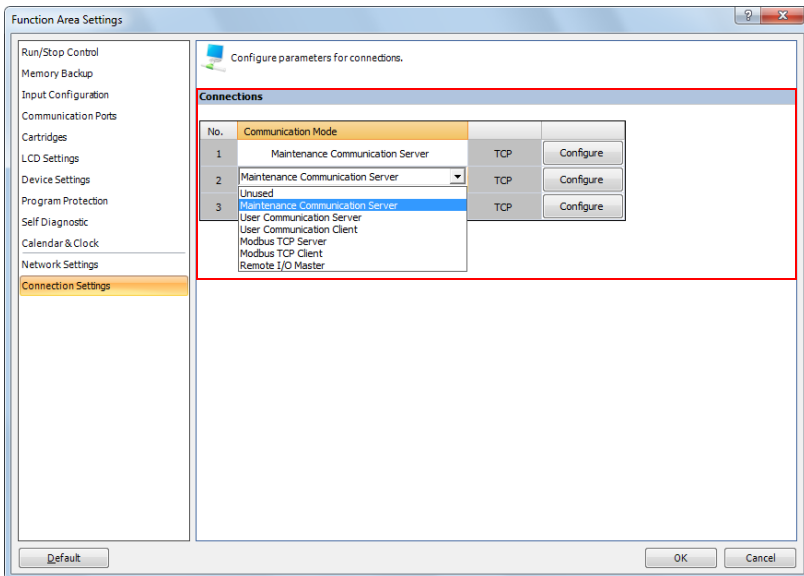 Function Area Settings
?
X
Run/Stop Control
Memory Backup
Input Configuration
Communication Ports
Cartridges
LCD Settings
Device Settings
Program Protection
Self Diagnostic
Calendar & Clock
Network Settings
Connection Settings
Configure parameters for connections.
Connections
No. Communication Mode
1 Maintenance Communication Server TCP Configure
2 Maintenance Communication Server TCP Configure
3 TCP Configure
Unused
Maintenance Communication Server
User Communication Server
User Communication Client
Modbus TCP Server
Modbus TCP Client
Remote I/O Master
Default
OK Cancel